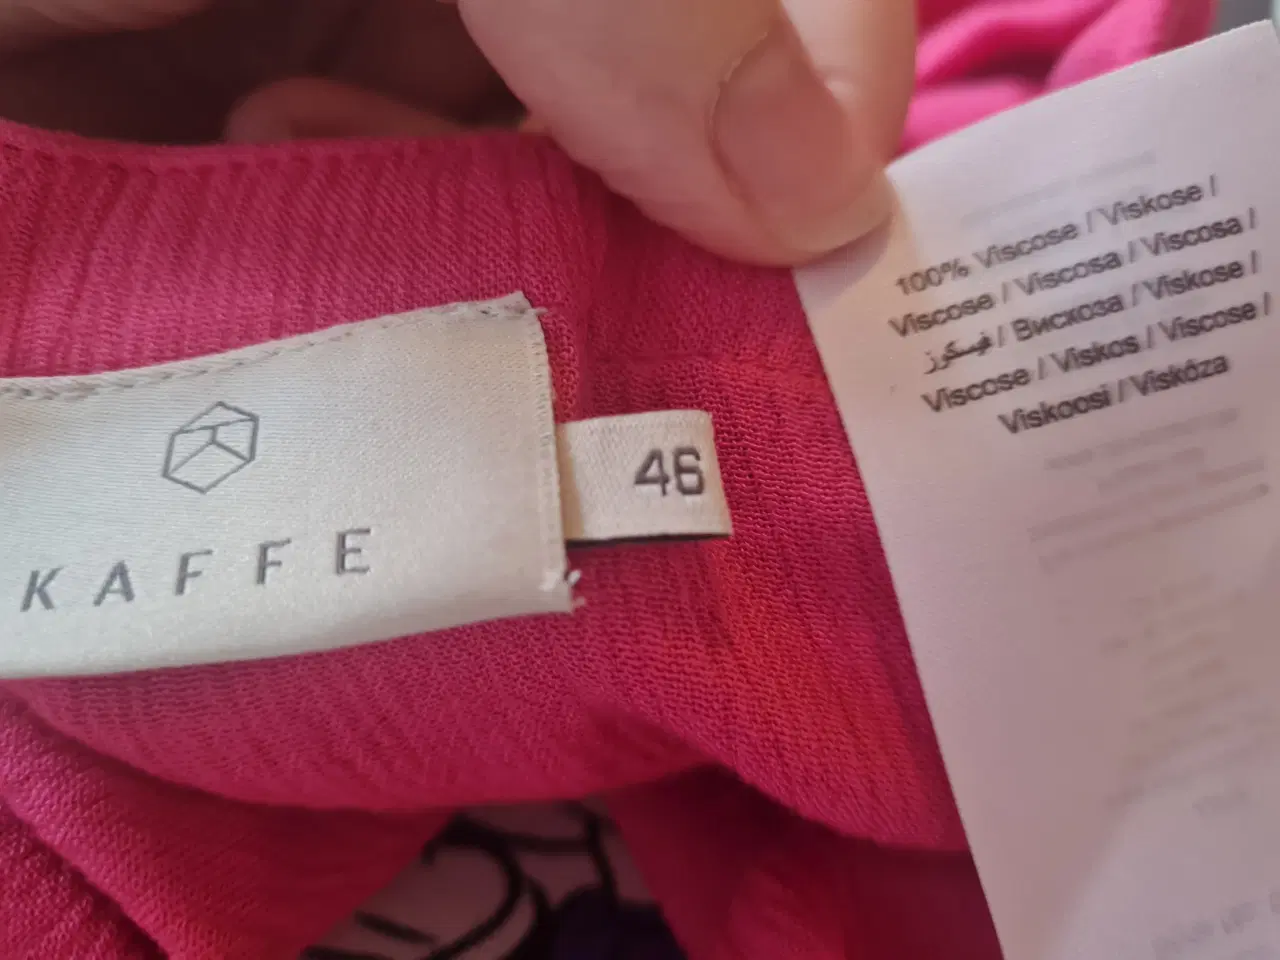 KAFFE
46
100% Viscose / Viskose /
Viscose / Viscosa / Viscosa /
فيسكوز / Вискоза / Viskose /
Viscose / Viskos / Viscose /
Viskoosi / Viskóza